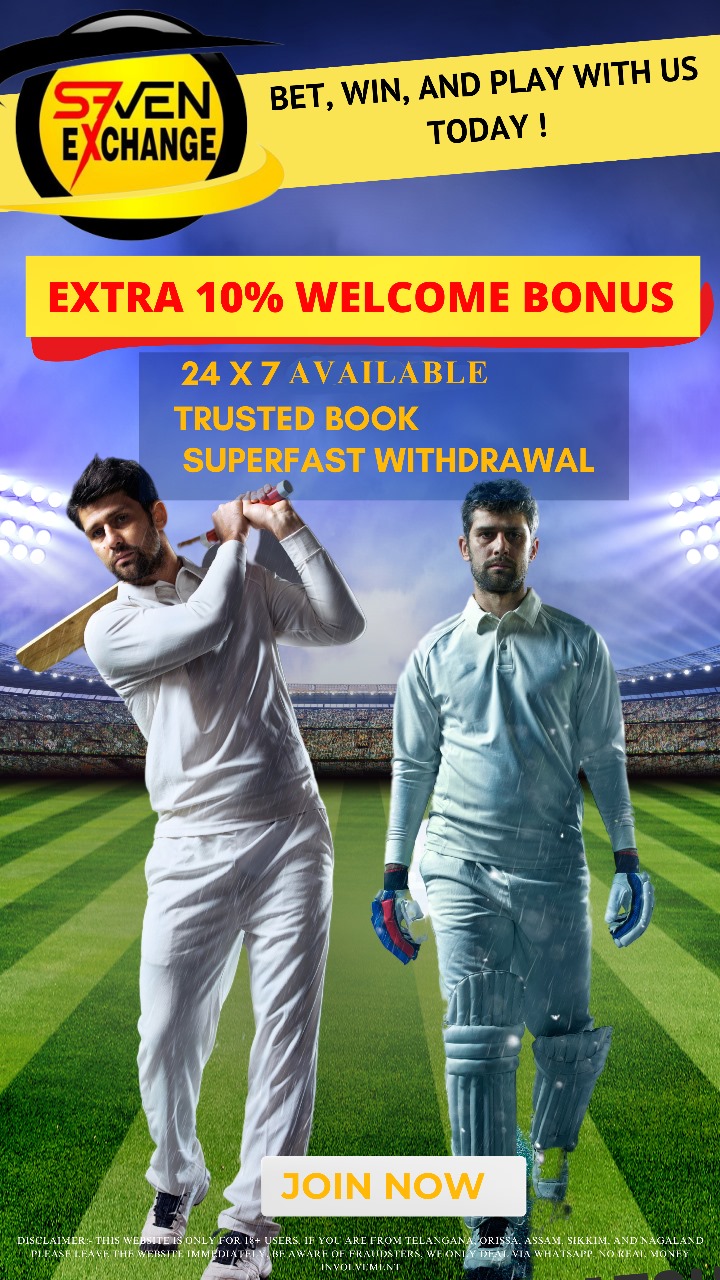 S7VEN
EXCHANGE
BET, WIN, AND PLAY WITH US
TODAY !
EXTRA 10% WELCOME BONUS
24 X 7 AVAILABLE
TRUSTED BOOK
SUPERFAST WITHDRAWAL
JOIN NOW
DISCLAIMER:- THIS WEBSITE IS ONLY FOR 18+ USERS. IF YOU ARE FROM TELANGANA, ORISSA, ASSAM, SIKKIM, AND NAGALAND
PLEASE LEAVE THE WEBSITE IMMEDIATELY. BE AWARE OF FRAUDSTERS, WE ONLY DEAL VIA WHATSAPP. NO REAL MONEY
INVOLVEMENT